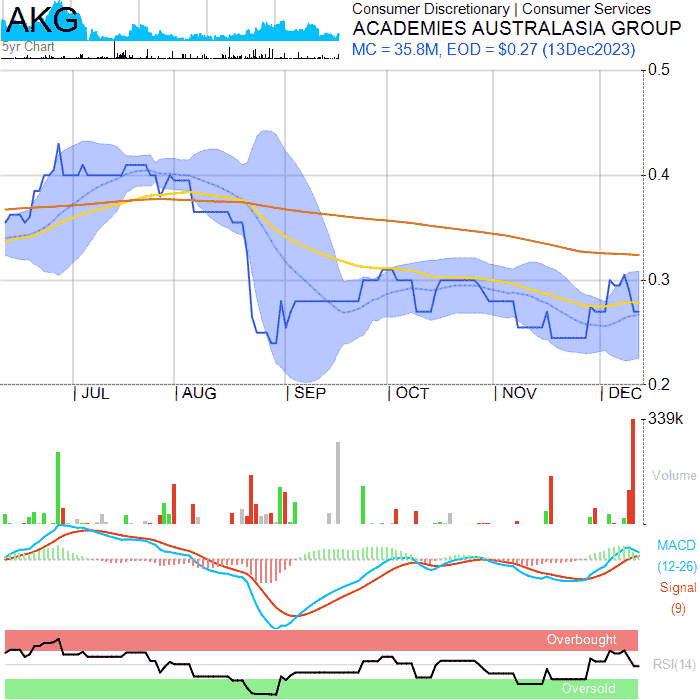 AKG
5yr Chart
Consumer Discretionary | Consumer Services
ACADEMIES AUSTRALASIA GROUP
MC = 35.8M, EOD = $0.27 (13Dec2023)
0.5
0.4
0.3
0.2
| JUL | AUG | SEP | OCT | NOV | DEC
339k
Volume
MACD
(12-26)
Signal
(9)
Overbought
RSI(14)
Oversold